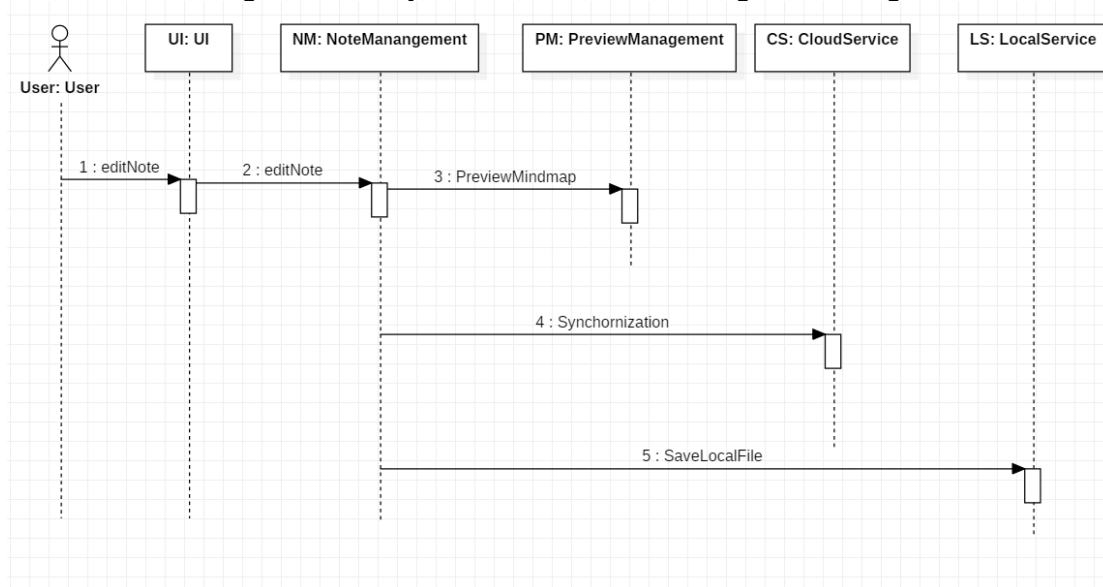 UI: UI
NM: NoteManangement
PM: PreviewManagement
CS: CloudService
LS: LocalService
User: User
1 : editNote
2 : editNote
3 : PreviewMindmap
4 : Synchornization
5 : SaveLocalFile